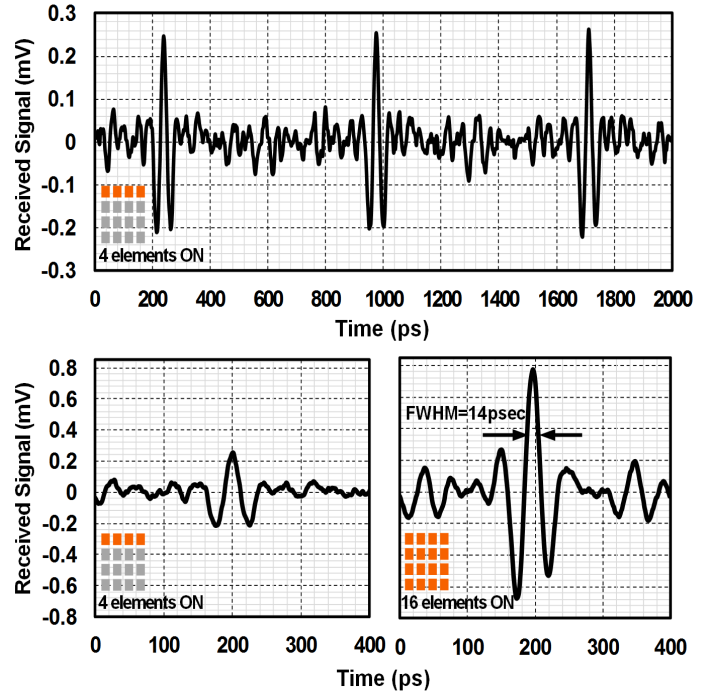 Received Signal (mV)
0.3
0.2
0.1
0
-0.1
-0.2
-0.3
4 elements ON
0 200 400 600 800 1000 1200 1400 1600 1800 2000
Time (ps)
Received Signal (mV)
0.8
0.6
0.4
0.2
0
-0.2
-0.4
-0.6
-0.8
4 elements ON
0 100 200 300 400
FWHM=14psec
16 elements ON
0 100 200 300 400
Time (ps)